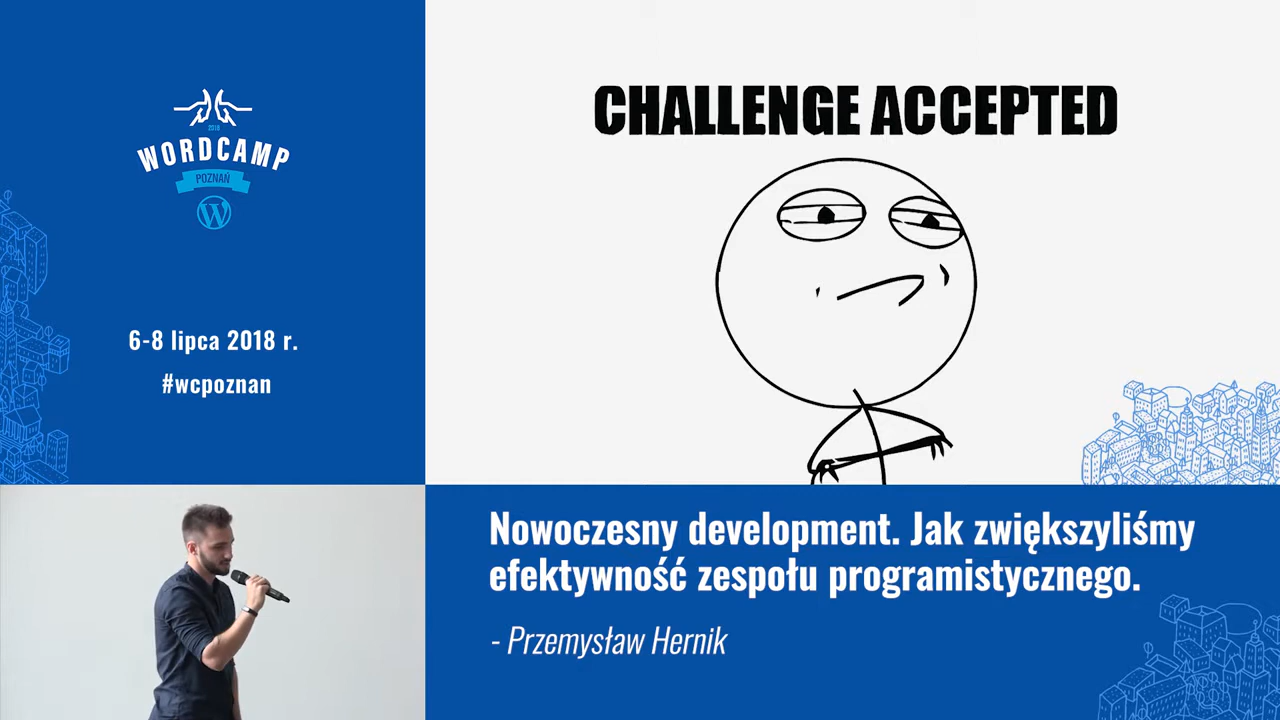 2018
WORDCAMP
POZNAŃ
W
6-8 lipca 2018 r.
#wcpoznan
CHALLENGE ACCEPTED
Nowoczesny development. Jak zwiększyliśmy
efektywność zespołu programistycznego.
- Przemysław Hernik